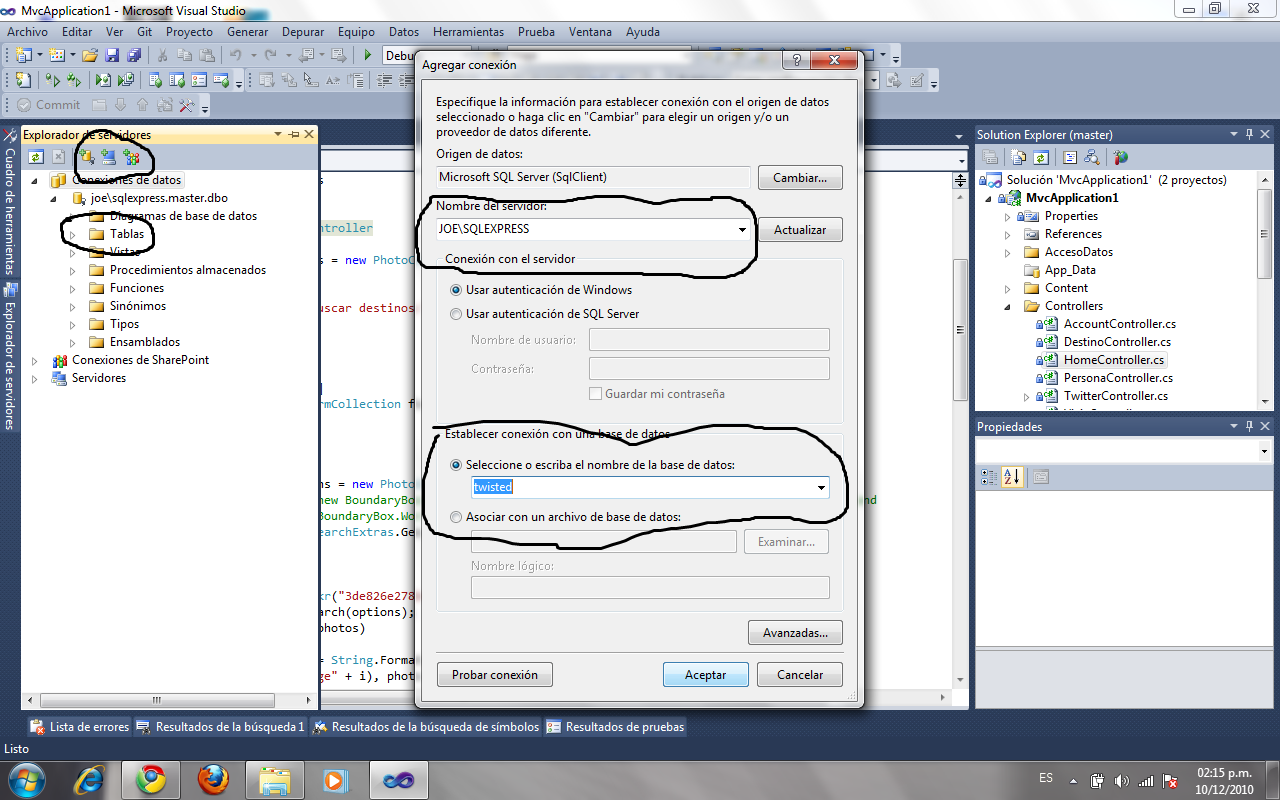 MvcApplication1 - Microsoft Visual Studio
Archivo Editar Ver Git Proyecto Generar Depurar Equipo Datos Herramientas Prueba Ventana Ayuda
Debu
Commit
Cuadro de herramientas
Explorador de servidores
Explorador de servidores
Conexiones de datos
joe\sqlexpress.master.dbo
Diagramas de base de datos
Tablas
Vistas
Procedimientos almacenados
Funciones
Sinónimos
Tipos
Ensamblados
Conexiones de SharePoint
Servidores
s
ntroller
s = new PhotoC
uscar destinos
rmCollection f
ns = new Photo
new BoundaryBox
nd
BoundaryBox.Wo
earchExtras.Ge
kr("3de826e278
arch(options);
photos)
= String.Forma
ge" + i), phot
Agregar conexión
Especifique la información para establecer conexión con el origen de datos
seleccionado o haga clic en "Cambiar" para elegir un origen y/o un
proveedor de datos diferente.
Origen de datos:
Microsoft SQL Server (SqlClient)
Cambiar...
Nombre del servidor:
JOE\SQLEXPRESS
Actualizar
Conexión con el servidor
Usar autenticación de Windows
Usar autenticación de SQL Server
Nombre de usuario:
Contraseña:
Guardar mi contraseña
Establecer conexión con una base de datos
Seleccione o escriba el nombre de la base de datos:
twisted
Asociar con un archivo de base de datos:
Examinar...
Nombre lógico:
Avanzadas...
Probar conexión Aceptar Cancelar
Solution Explorer (master)
Solución 'MvcApplication1' (2 proyectos)
MvcApplication1
Properties
References
AccesoDatos
App_Data
Content
Controllers
AccountController.cs
DestinoController.cs
HomeController.cs
PersonaController.cs
TwitterController.cs
Propiedades
Lista de errores Resultados de la búsqueda 1 Resultados de la búsqueda de símbolos Resultados de pruebas
Listo
ES
02:15 p.m.
10/12/2010